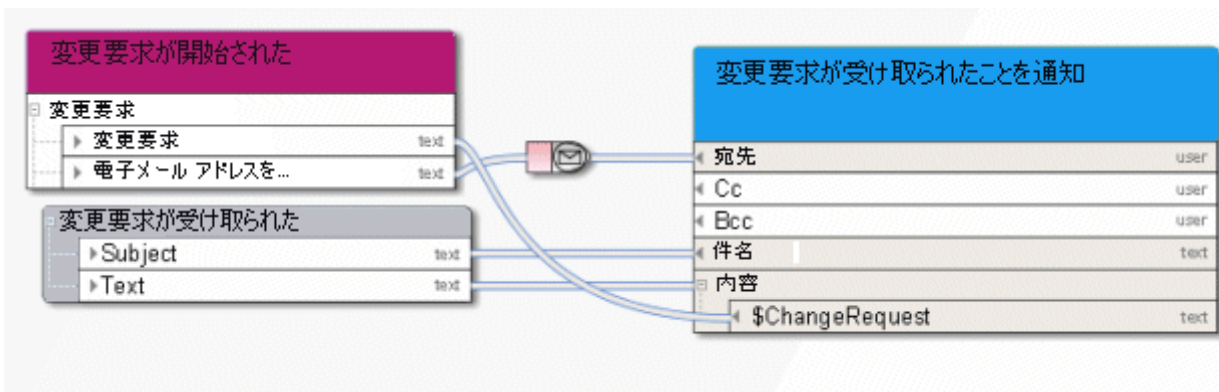 変更要求が開始された
変更要求
変更要求 text
電子メール アドレスを... text
変更要求が受け取られた
Subject text
Text text
変更要求が受け取られたことを通知
宛先 user
Cc user
Bcc user
件名 text
内容
$ChangeRequest text